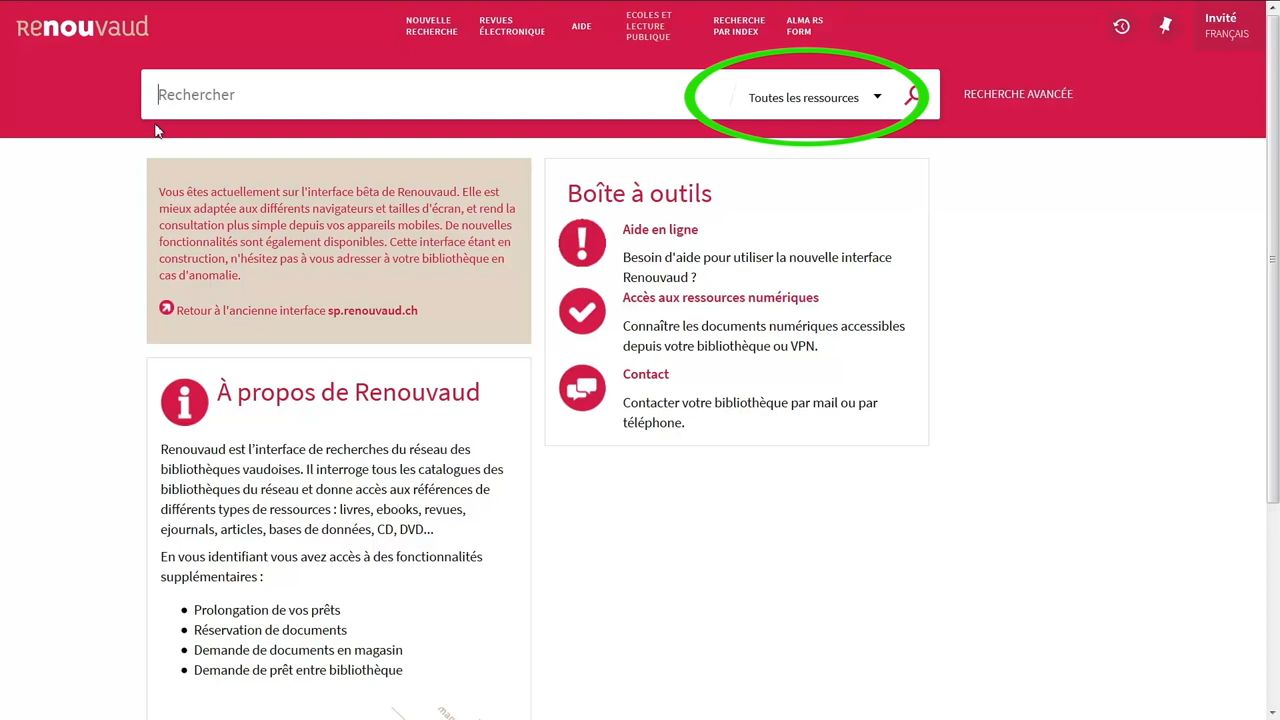 Renouvaud
NOUVELLE
RECHERCHE
REVUES
ÉLECTRONIQUE
AIDE
ECOLES ET
LECTURE
PUBLIQUE
RECHERCHE
PAR INDEX
ALMA RS
FORM
Invité
FRANÇAIS
Rechercher
Toutes les ressources
RECHERCHE AVANCÉE
Vous êtes actuellement sur l'interface bêta de Renouvaud. Elle est
mieux adaptée aux différents navigateurs et tailles d'écran, et rend la
consultation plus simple depuis vos appareils mobiles. De nouvelles
fonctionnalités sont également disponibles. Cette interface étant en
construction, n'hésitez pas à vous adresser à votre bibliothèque en
cas d'anomalie.
Retour à l'ancienne interface sp.renouvaud.ch
À propos de Renouvaud
Renouvaud est l’interface de recherches du réseau des
bibliothèques vaudoises. Il interroge tous les catalogues des
bibliothèques du réseau et donne accès aux références de
différents types de ressources : livres, ebooks, revues,
ejournals, articles, bases de données, CD, DVD...
En vous identifiant vous avez accès à des fonctionnalités
supplémentaires :
• Prolongation de vos prêts
• Réservation de documents
• Demande de documents en magasin
• Demande de prêt entre bibliothèque
Boîte à outils
Aide en ligne
Besoin d'aide pour utiliser la nouvelle interface
Renouvaud ?
Accès aux ressources numériques
Connaître les documents numériques accessibles
depuis votre bibliothèque ou VPN.
Contact
Contacter votre bibliothèque par mail ou par
téléphone.